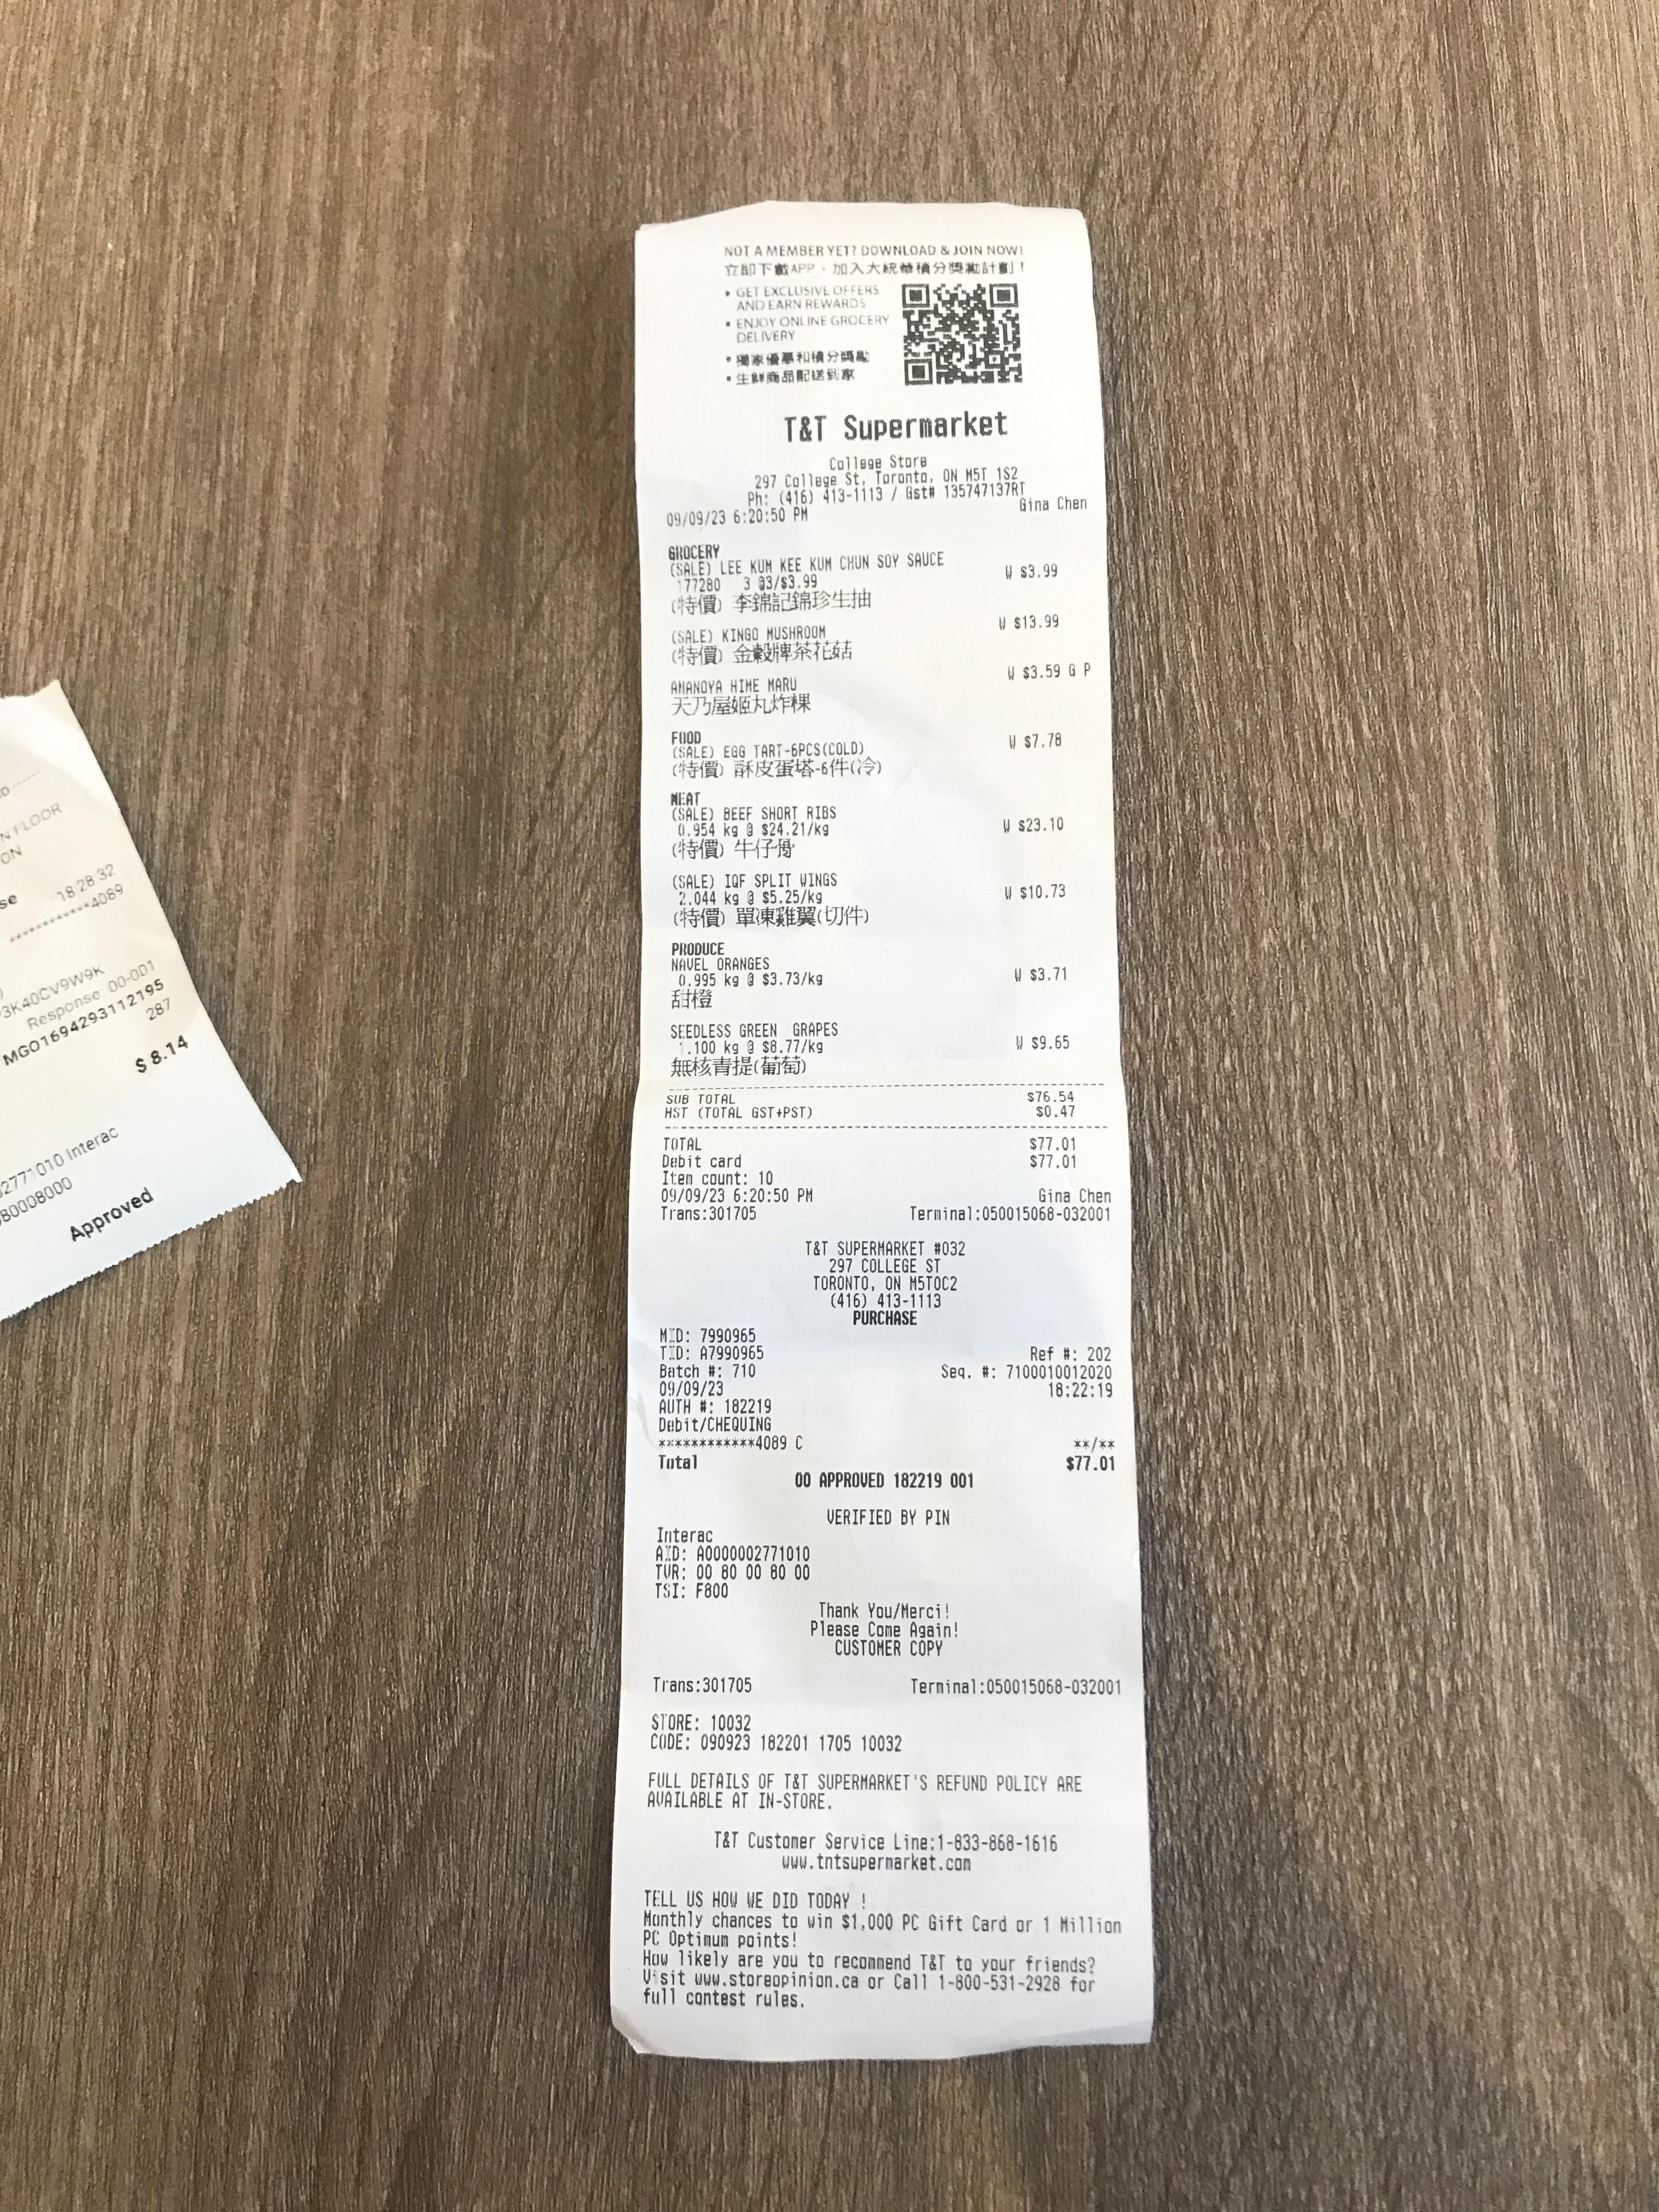 NOT A MEMBER YET? DOWNLOAD & JOIN NOW!
立即下載APP，加入大統華積分獎勵計劃！
• GET EXCLUSIVE OFFERS
AND EARN REWARDS
• ENJOY ONLINE GROCERY
DELIVERY
• 獨家優惠和積分獎勵
• 生鮮商品配送到家
T&T Supermarket
College Store
297 College St, Toronto, ON M5T 1S2
Ph: (416) 413-1113 / Gst# 135747137RT
09/09/23 6:20:50 PM Gina Chen
GROCERY
(SALE) LEE KUM KEE KUM CHUN SOY SAUCE W $3.99
177280 3 @3/$3.99
(特價) 李錦記錦珍生抽
(SALE) KINGO MUSHROOM W $13.99
(特價) 金穀牌茶花菇
AMANOYA HIME MARU W $3.59 G P
天乃屋姬丸炸粿
FOOD
(SALE) EGG TART-6PCS(COLD) W $7.78
(特價) 酥皮蛋塔-6件(冷)
MEAT
(SALE) BEEF SHORT RIBS
0.954 kg @ $24.21/kg W $23.10
(特價) 牛仔骨
(SALE) IQF SPLIT WINGS
2.044 kg @ $5.25/kg W $10.73
(特價) 單凍雞翼(切件)
PRODUCE
NAVEL ORANGES
0.995 kg @ $3.73/kg W $3.71
甜橙
SEEDLESS GREEN GRAPES
1.100 kg @ $8.77/kg W $9.65
無核青提(葡萄)
SUB TOTAL $76.54
HST (TOTAL GST+PST) $0.47
TOTAL $77.01
Debit card $77.01
Item count: 10
09/09/23 6:20:50 PM Gina Chen
Trans:301705 Terminal:050015068-032001
T&T SUPERMARKET #032
297 COLLEGE ST
TORONTO, ON M5T0C2
(416) 413-1113
PURCHASE
MID: 7990965
TID: A7990965 Ref #: 202
Batch #: 710 Seq. #: 7100010012020
09/09/23 18:22:19
AUTH #: 182219
Debit/CHEQUING
************4089 C **/**
Total $77.01
00 APPROVED 182219 001
VERIFIED BY PIN
Interac
AID: A0000002771010
TVR: 00 80 00 80 00
TSI: F800
Thank You/Merci!
Please Come Again!
CUSTOMER COPY
Trans:301705 Terminal:050015068-032001
STORE: 10032
CODE: 090923 182201 1705 10032
FULL DETAILS OF T&T SUPERMARKET'S REFUND POLICY ARE
AVAILABLE AT IN-STORE.
T&T Customer Service Line:1-833-868-1616
www.tntsupermarket.com
TELL US HOW WE DID TODAY !
Monthly chances to win $1,000 PC Gift Card or 1 Million
PC Optimum points!
How likely are you to recommend T&T to your friends?
Visit www.storeopinion.ca or Call 1-800-531-2928 for
full contest rules.
FLOOR
ON
18:28:32
***********4089
3K40CV9W9K
Response: 00-001
MGO1694293112195
287
$ 8.14
02771010 Interac
80008000
Approved